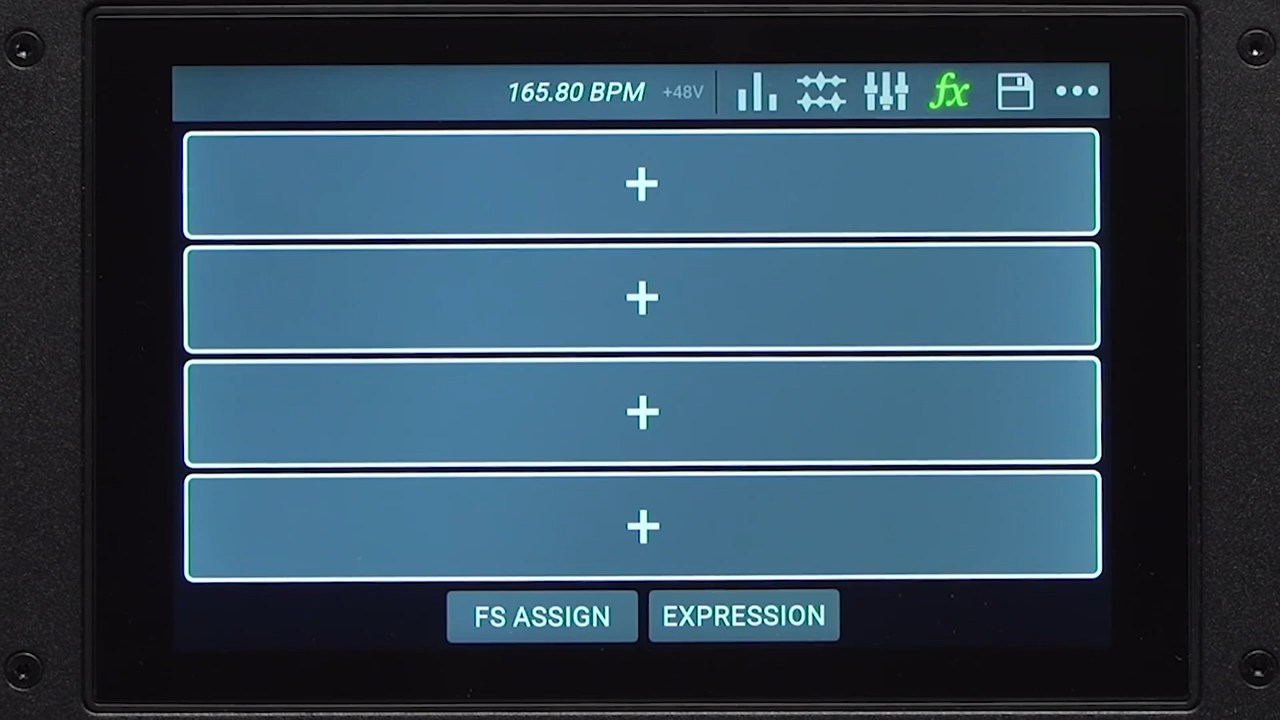 165.80 BPM +48V fx
+
+
+
+
FS ASSIGN EXPRESSION